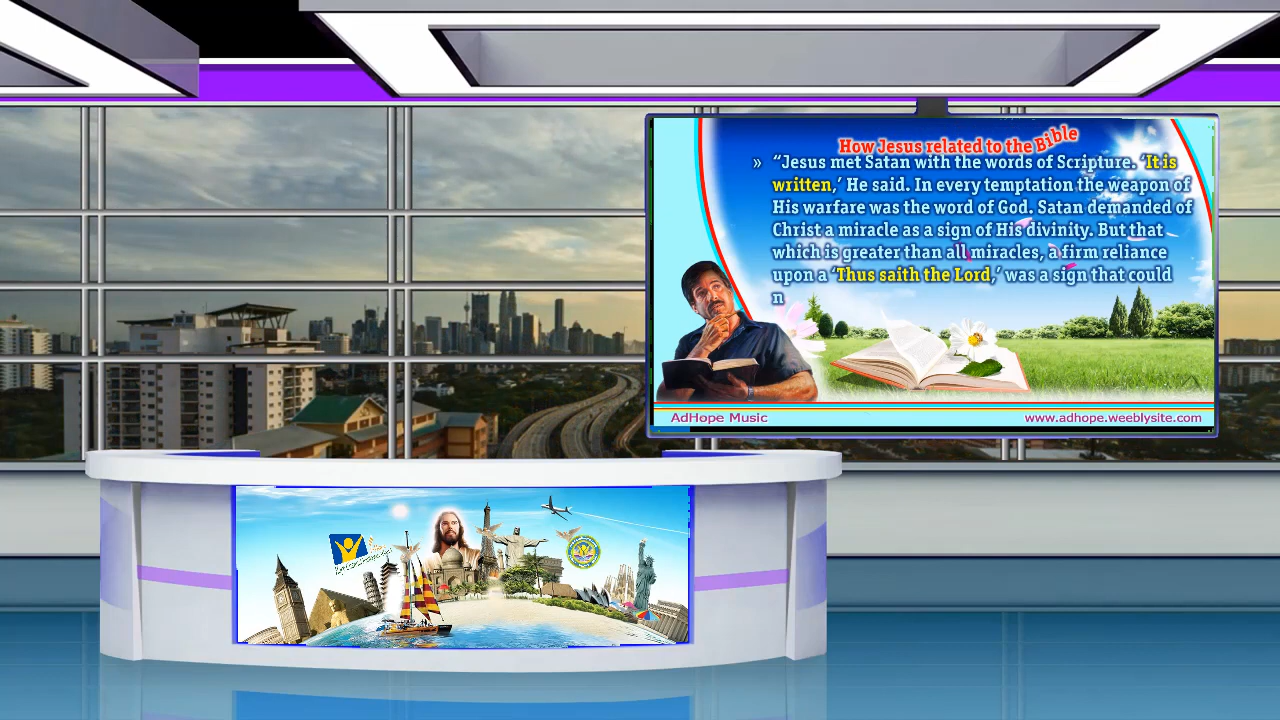 How Jesus related to the Bible
» “Jesus met Satan with the words of Scripture. ‘It is
written,’ He said. In every temptation the weapon of
His warfare was the word of God. Satan demanded of
Christ a miracle as a sign of His divinity. But that
which is greater than all miracles, a firm reliance
upon a ‘Thus saith the Lord,’ was a sign that could
n
AdHope Music
www.adhope.weeblysite.com